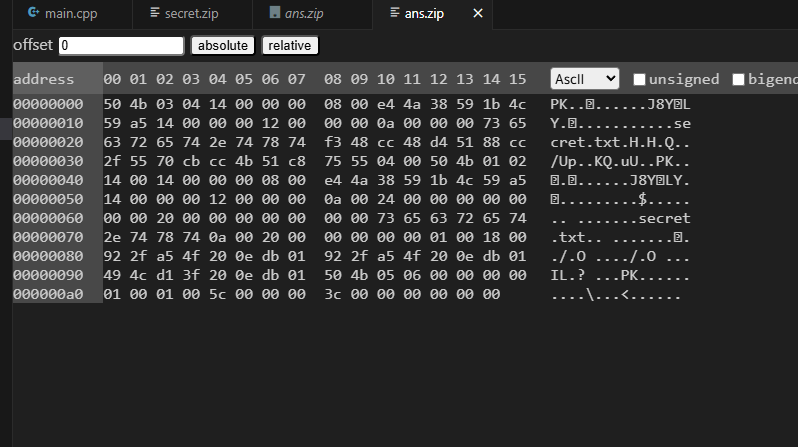 main.cpp secret.zip ans.zip ans.zip
offset 0 absolute relative
address 00 01 02 03 04 05 06 07 08 09 10 11 12 13 14 15 AscII unsigned bigend
00000000 50 4b 03 04 14 00 00 00 08 00 e4 4a 38 59 1b 4c PK..␛......J8Y␛L
00000010 59 a5 14 00 00 00 12 00 00 00 0a 00 00 00 73 65 Y.␛...........se
00000020 63 72 65 74 2e 74 78 74 f3 48 cc 48 d4 51 88 cc cret.txt.H.H.Q..
00000030 2f 55 70 cb cc 4b 51 c8 75 55 04 00 50 4b 01 02 /Up..KQ.uU..PK..
00000040 14 00 14 00 00 00 08 00 e4 4a 38 59 1b 4c 59 a5 ␛.␛......J8Y␛LY.
00000050 14 00 00 00 12 00 00 00 0a 00 24 00 00 00 00 00 ␛.........$.....
00000060 00 00 20 00 00 00 00 00 00 00 73 65 63 72 65 74 .. .......secret
00000070 2e 74 78 74 0a 00 20 00 00 00 00 00 01 00 18 00 .txt.. .......␛.
00000080 92 2f a5 4f 20 0e db 01 92 2f a5 4f 20 0e db 01 ./.O ..../.O ...
00000090 49 4c d1 3f 20 0e db 01 50 4b 05 06 00 00 00 00 IL.? ...PK......
000000a0 01 00 01 00 5c 00 00 00 3c 00 00 00 00 00 ....\...<......